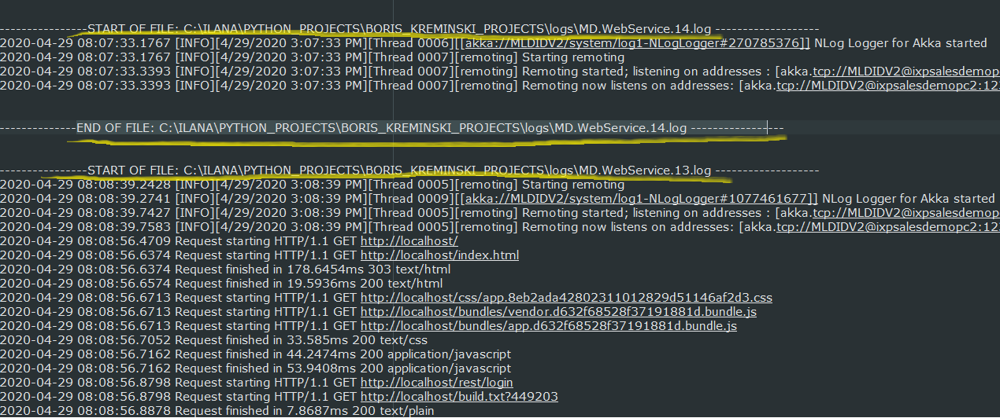 ----------------START OF FILE: C:\ILANA\PYTHON_PROJECTS\BORIS_KREMINSKI_PROJECTS\logs\MD.WebService.14.log -------------------
2020-04-29 08:07:33.1767 [INFO][4/29/2020 3:07:33 PM][Thread 0006][[akka://MLDIDV2/system/log1-NLogLogger#270785376]] NLog Logger for Akka started
2020-04-29 08:07:33.1767 [INFO][4/29/2020 3:07:33 PM][Thread 0007][remoting] Starting remoting
2020-04-29 08:07:33.3393 [INFO][4/29/2020 3:07:33 PM][Thread 0007][remoting] Remoting started; listening on addresses : [akka.tcp://MLDIDV2@ixpsalesdemopc
2020-04-29 08:07:33.3393 [INFO][4/29/2020 3:07:33 PM][Thread 0007][remoting] Remoting now listens on addresses: [akka.tcp://MLDIDV2@ixpsalesdemopc2:12
--------------END OF FILE: C:\ILANA\PYTHON_PROJECTS\BORIS_KREMINSKI_PROJECTS\logs\MD.WebService.14.log -----------------
----------------START OF FILE: C:\ILANA\PYTHON_PROJECTS\BORIS_KREMINSKI_PROJECTS\logs\MD.WebService.13.log -------------------
2020-04-29 08:08:39.2428 [INFO][4/29/2020 3:08:39 PM][Thread 0005][remoting] Starting remoting
2020-04-29 08:08:39.2741 [INFO][4/29/2020 3:08:39 PM][Thread 0009][[akka://MLDIDV2/system/log1-NLogLogger#1077461677]] NLog Logger for Akka started
2020-04-29 08:08:39.7427 [INFO][4/29/2020 3:08:39 PM][Thread 0005][remoting] Remoting started; listening on addresses : [akka.tcp://MLDIDV2@ixpsalesdemop
2020-04-29 08:08:39.7583 [INFO][4/29/2020 3:08:39 PM][Thread 0005][remoting] Remoting now listens on addresses: [akka.tcp://MLDIDV2@ixpsalesdemopc2:12
2020-04-29 08:08:56.4709 Request starting HTTP/1.1 GET http://localhost/
2020-04-29 08:08:56.6374 Request starting HTTP/1.1 GET http://localhost/index.html
2020-04-29 08:08:56.6374 Request finished in 178.6454ms 303 text/html
2020-04-29 08:08:56.6574 Request finished in 19.5936ms 200 text/html
2020-04-29 08:08:56.6713 Request starting HTTP/1.1 GET http://localhost/css/app.8eb2ada42802311012829d51146af2d3.css
2020-04-29 08:08:56.6713 Request starting HTTP/1.1 GET http://localhost/bundles/vendor.d632f68528f37191881d.bundle.js
2020-04-29 08:08:56.6713 Request starting HTTP/1.1 GET http://localhost/bundles/app.d632f68528f37191881d.bundle.js
2020-04-29 08:08:56.7052 Request finished in 33.585ms 200 text/css
2020-04-29 08:08:56.7162 Request finished in 44.2474ms 200 application/javascript
2020-04-29 08:08:56.7162 Request finished in 53.9408ms 200 application/javascript
2020-04-29 08:08:56.8798 Request starting HTTP/1.1 GET http://localhost/rest/login
2020-04-29 08:08:56.8798 Request starting HTTP/1.1 GET http://localhost/build.txt?449203
2020-04-29 08:08:56.8878 Request finished in 7.8687ms 200 text/plain